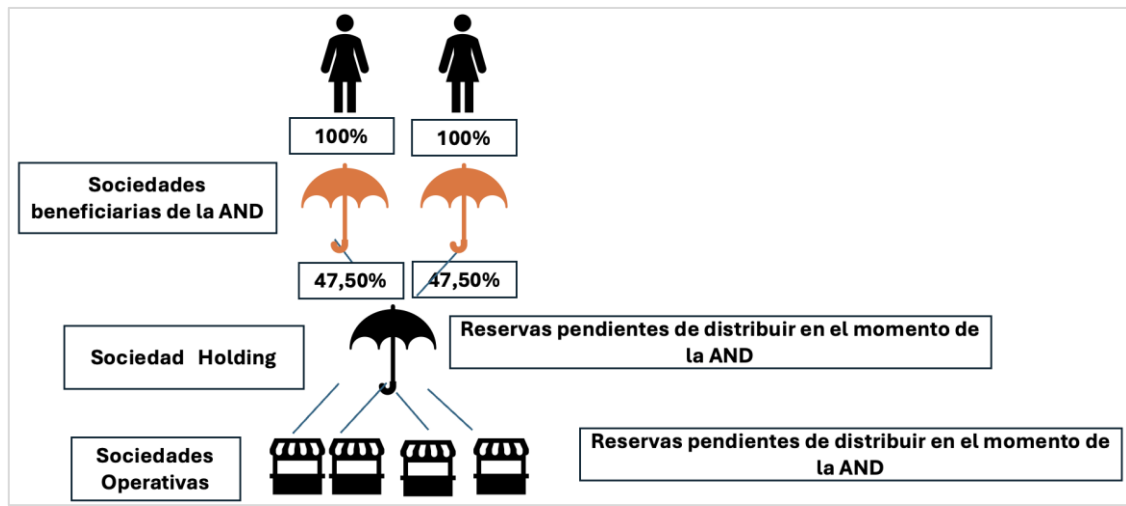 100%
100%
Sociedades
beneficiarias de la AND
47,50%
47,50%
Reservas pendientes de distribuir en el momento de
la AND
Sociedad Holding
Sociedades
Operativas
Reservas pendientes de distribuir en el momento de
la AND